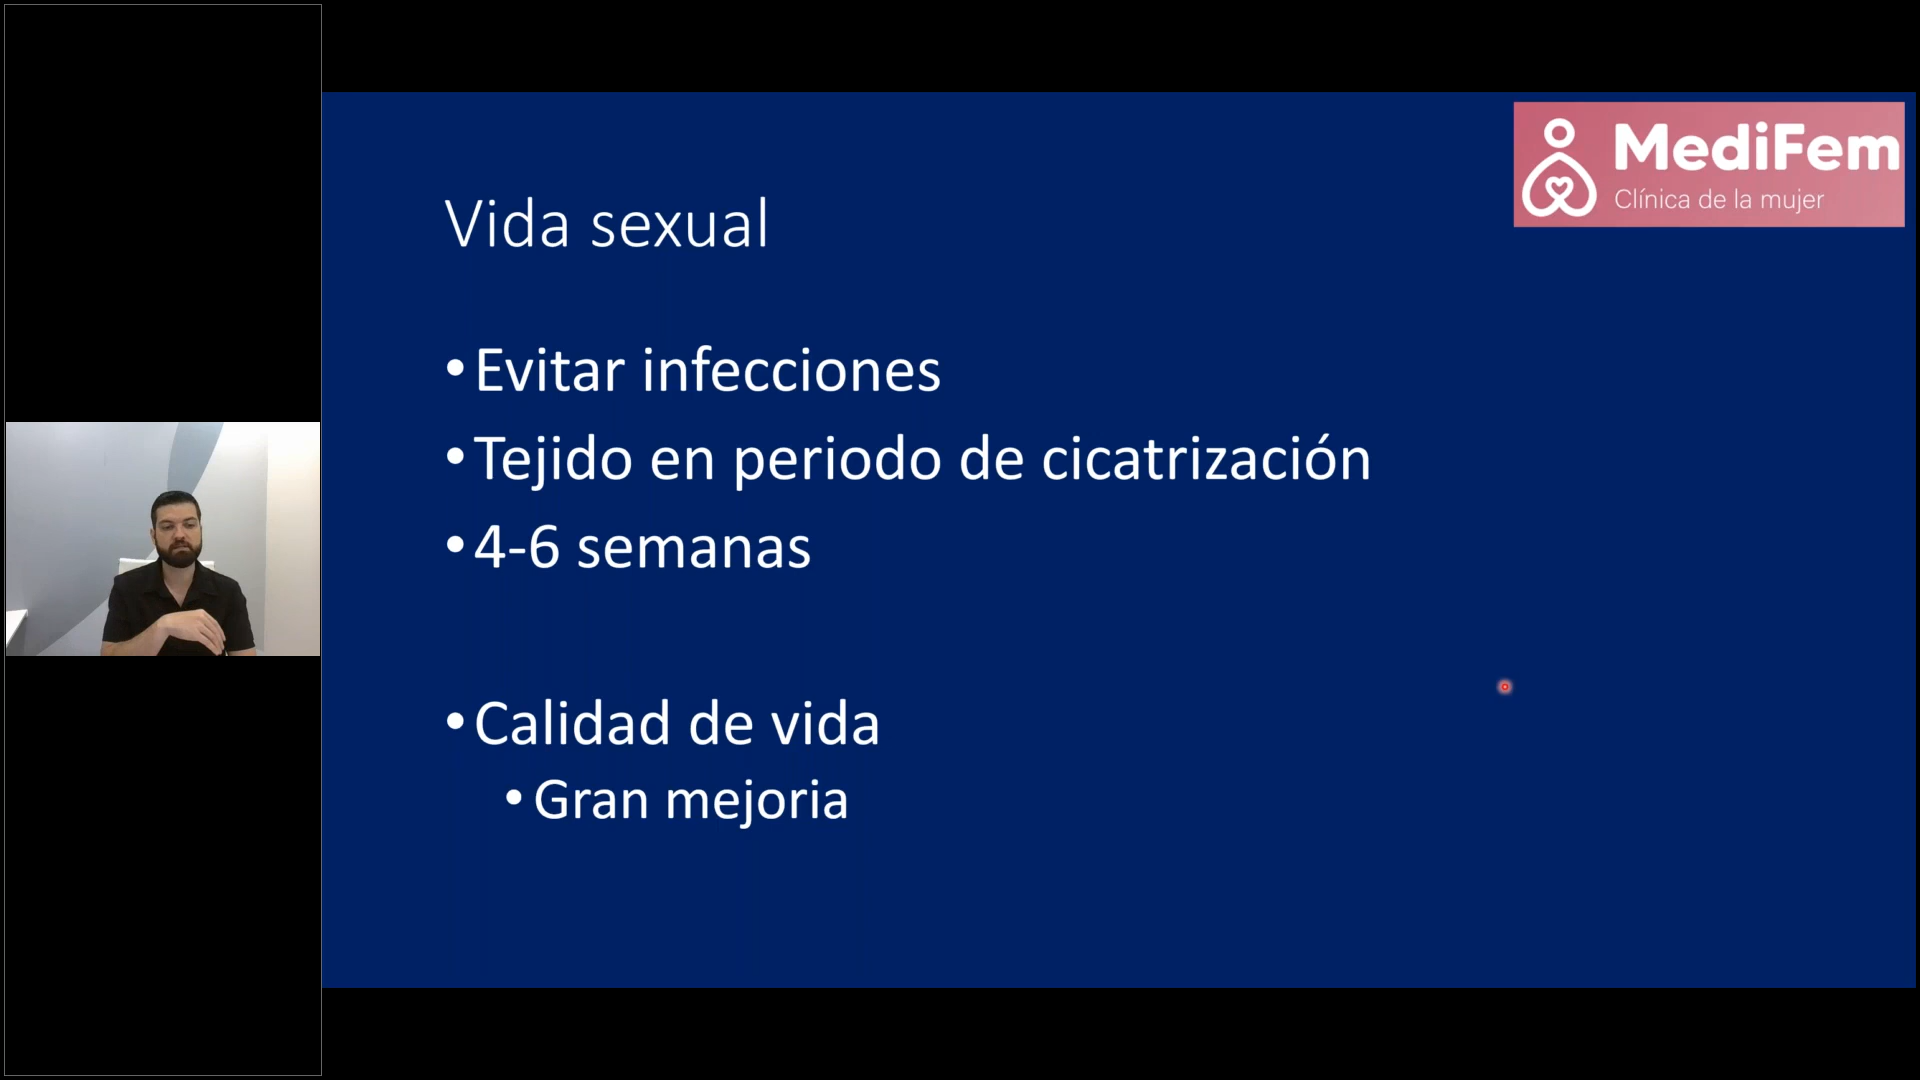 MediFem
Clínica de la mujer
Vida sexual
• Evitar infecciones
• Tejido en periodo de cicatrización
• 4-6 semanas
• Calidad de vida
• Gran mejoria